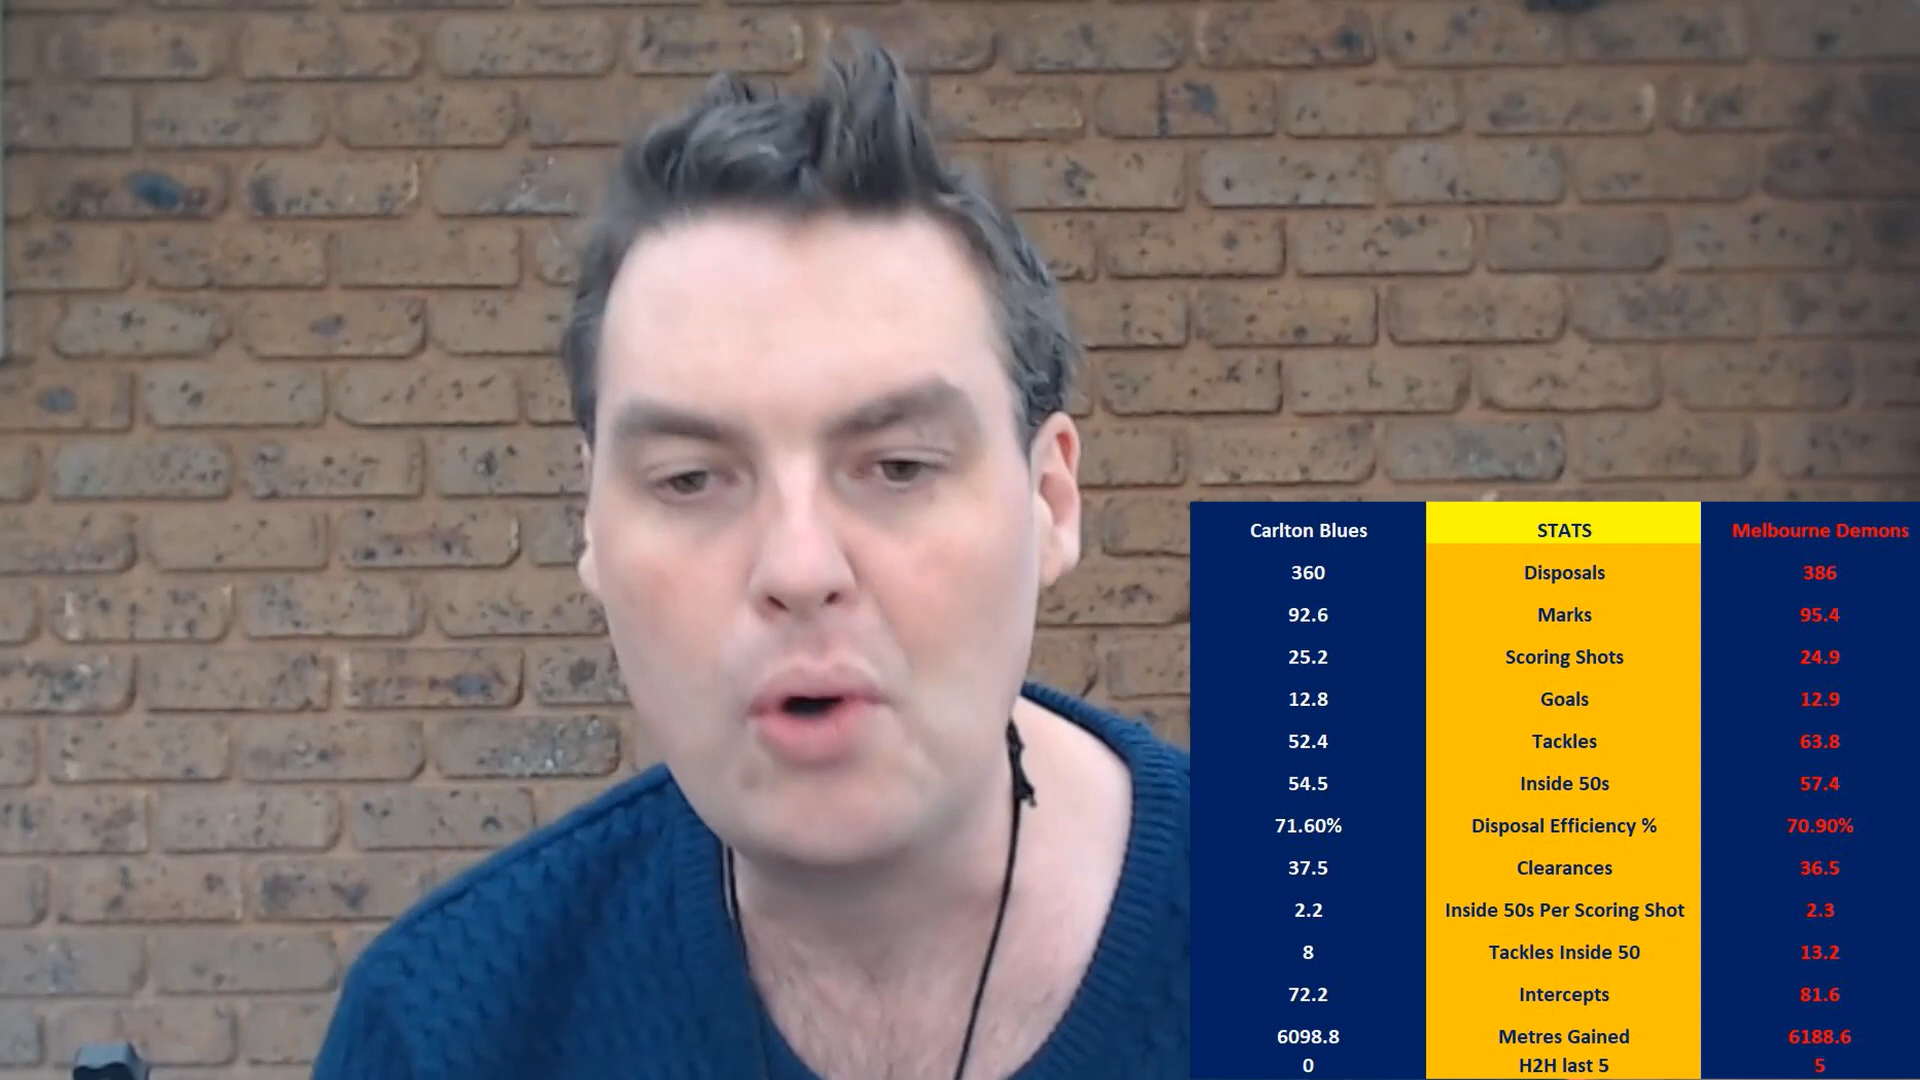 Carlton Blues STATS Melbourne Demons
360 Disposals 386
92.6 Marks 95.4
25.2 Scoring Shots 24.9
12.8 Goals 12.9
52.4 Tackles 63.8
54.5 Inside 50s 57.4
71.60% Disposal Efficiency % 70.90%
37.5 Clearances 36.5
2.2 Inside 50s Per Scoring Shot 2.3
8 Tackles Inside 50 13.2
72.2 Intercepts 81.6
6098.8 Metres Gained 6188.6
0 H2H last 5 5